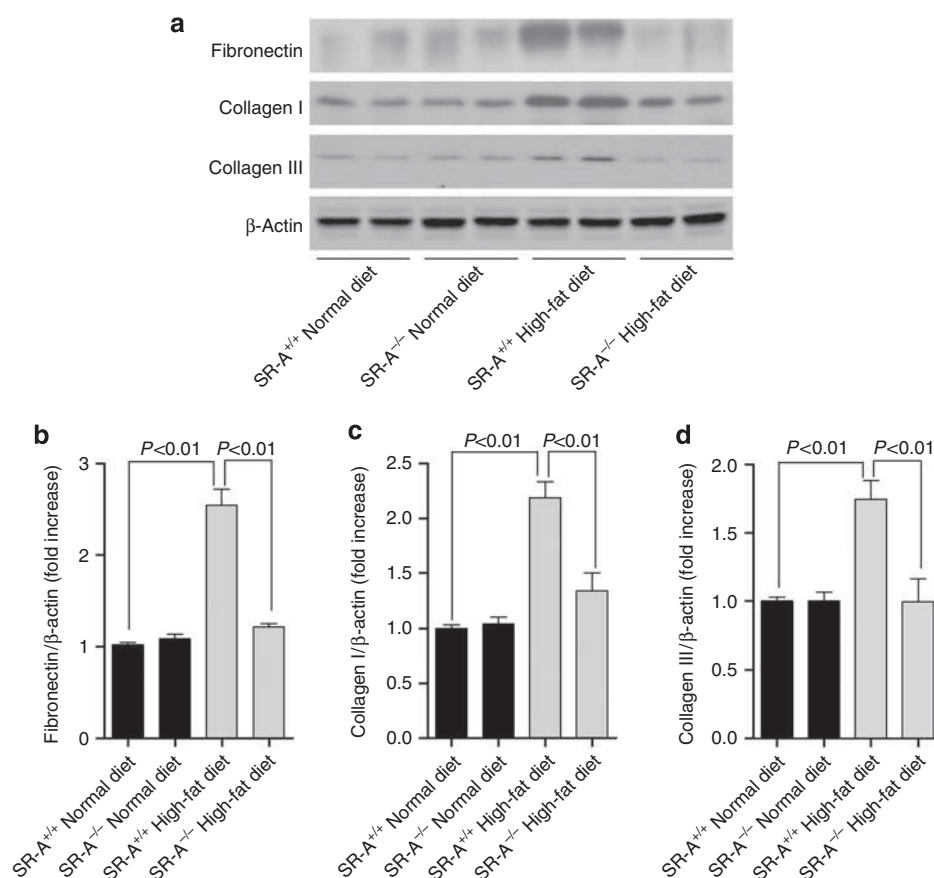 a
Fibronectin
Collagen I
Collagen III
β-Actin
SR-A+/+ Normal diet
SR-A−/− Normal diet
SR-A+/+ High-fat diet
SR-A−/− High-fat diet
b
P<0.01
P<0.01
3
2
1
0
Fibronectin/β-actin (fold increase)
SR-A+/+ Normal diet
SR-A−/− Normal diet
SR-A+/+ High-fat diet
SR-A−/− High-fat diet
c
P<0.01
P<0.01
2.5
2.0
1.5
1.0
0.5
0.0
Collagen I/β-actin (fold increase)
SR-A+/+ Normal diet
SR-A−/− Normal diet
SR-A+/+ High-fat diet
SR-A−/− High-fat diet
d
P<0.01
P<0.01
2.0
1.5
1.0
0.5
0.0
Collagen III/β-actin (fold increase)
SR-A+/+ Normal diet
SR-A−/− Normal diet
SR-A+/+ High-fat diet
SR-A−/− High-fat diet